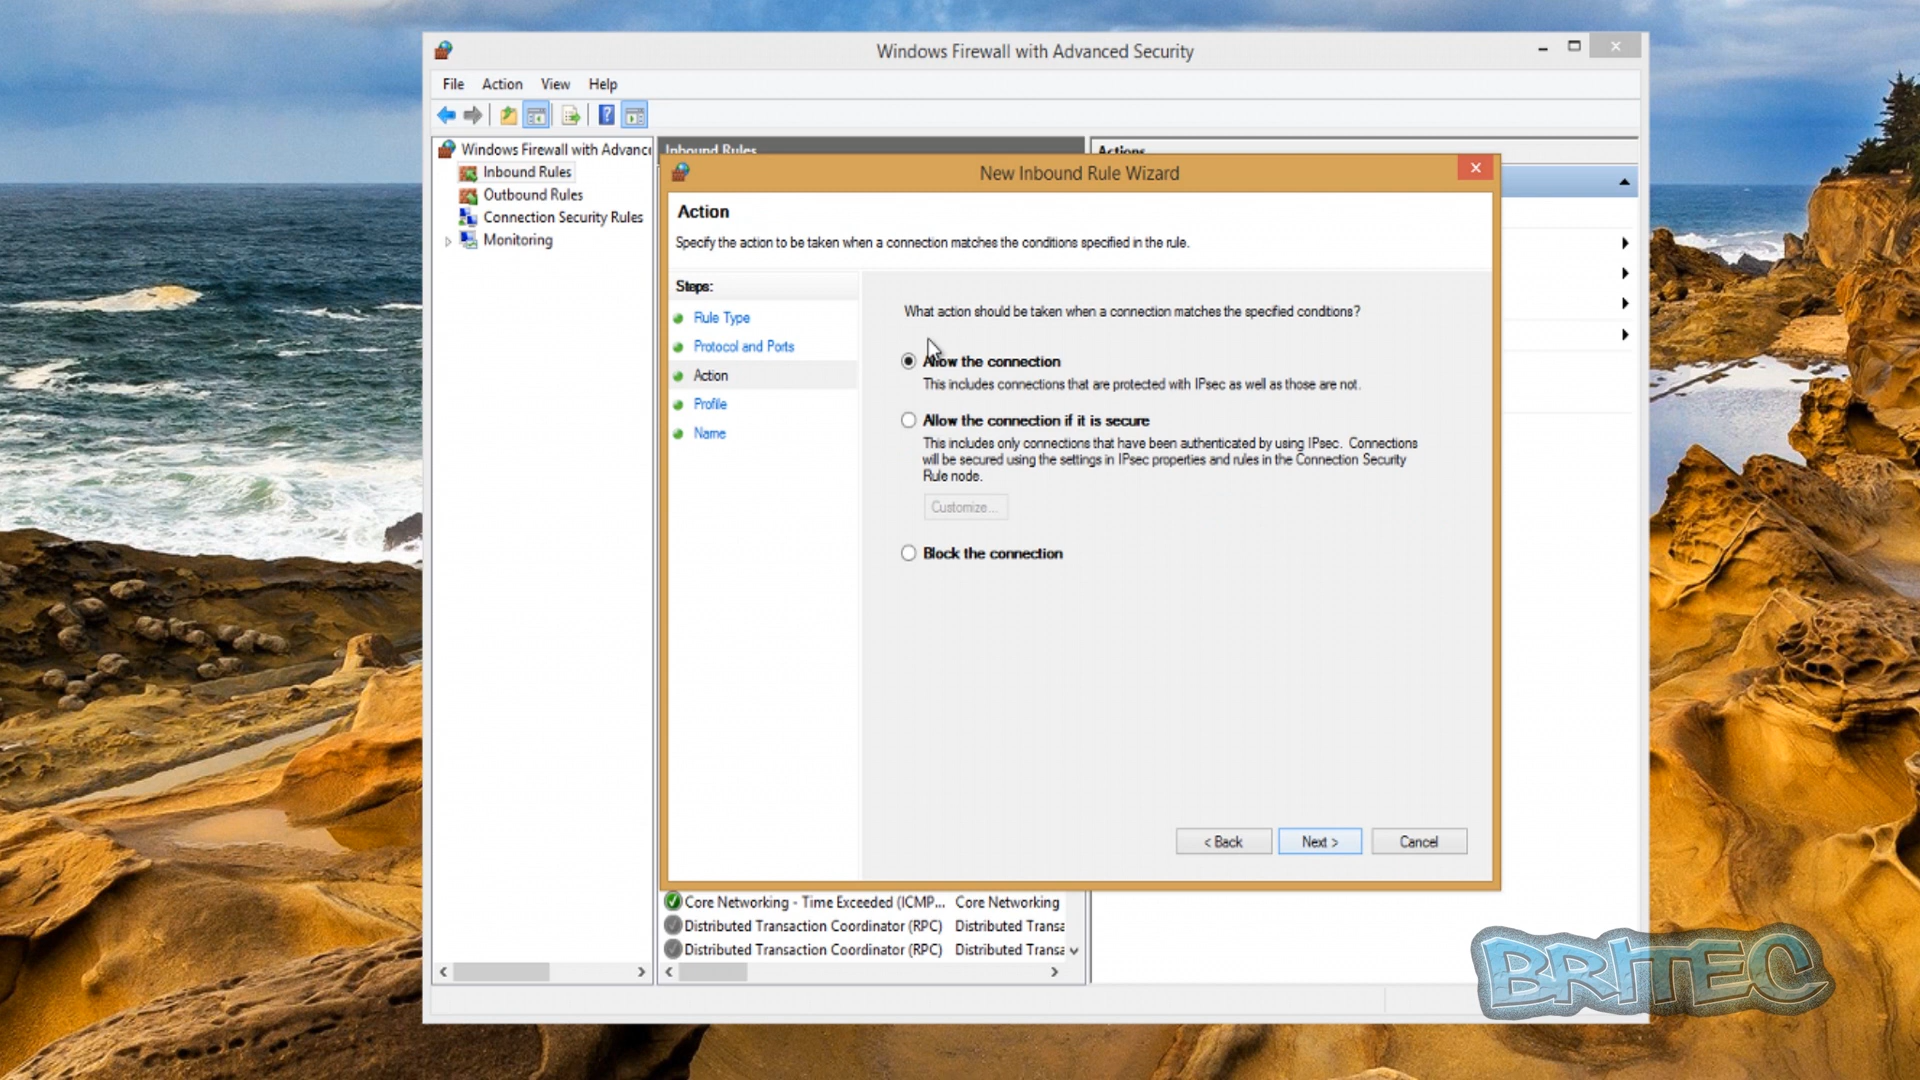 Windows Firewall with Advanced Security
File Action View Help
Windows Firewall with Advance
Inbound Rules
Outbound Rules
Connection Security Rules
Monitoring
Inbound Rules
Actions
New Inbound Rule Wizard
Action
Specify the action to be taken when a connection matches the conditions specified in the rule.
Steps:
Rule Type
Protocol and Ports
Action
Profile
Name
What action should be taken when a connection matches the specified conditions?
Allow the connection
This includes connections that are protected with IPsec as well as those are not.
Allow the connection if it is secure
This includes only connections that have been authenticated by using IPsec. Connections
will be secured using the settings in IPsec properties and rules in the Connection Security
Rule node.
Customize...
Block the connection
< Back Next > Cancel
Core Networking - Time Exceeded (ICMP... Core Networking
Distributed Transaction Coordinator (RPC) Distributed Transa
Distributed Transaction Coordinator (RPC) Distributed Transa
BRITEC